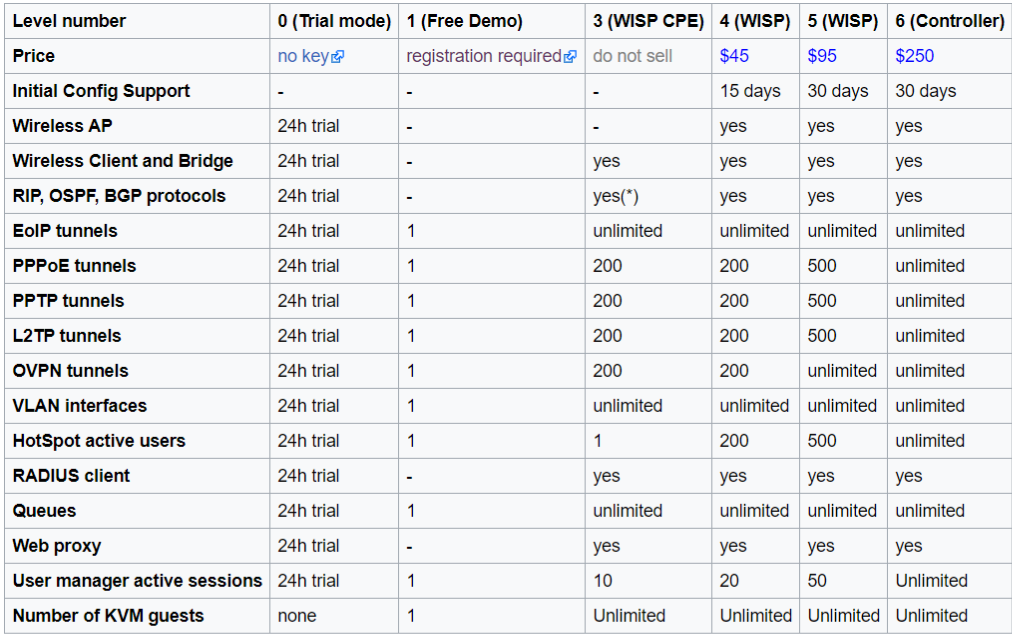 Level number 0 (Trial mode) 1 (Free Demo) 3 (WISP CPE) 4 (WISP) 5 (WISP) 6 (Controller)
Price no key registration required do not sell $45 $95 $250
Initial Config Support - - - 15 days 30 days 30 days
Wireless AP 24h trial - - yes yes yes
Wireless Client and Bridge 24h trial - yes yes yes yes
RIP, OSPF, BGP protocols 24h trial - yes(*) yes yes yes
EoIP tunnels 24h trial 1 unlimited unlimited unlimited unlimited
PPPoE tunnels 24h trial 1 200 200 500 unlimited
PPTP tunnels 24h trial 1 200 200 500 unlimited
L2TP tunnels 24h trial 1 200 200 500 unlimited
OVPN tunnels 24h trial 1 200 200 unlimited unlimited
VLAN interfaces 24h trial 1 unlimited unlimited unlimited unlimited
HotSpot active users 24h trial 1 1 200 500 unlimited
RADIUS client 24h trial - yes yes yes yes
Queues 24h trial 1 unlimited unlimited unlimited unlimited
Web proxy 24h trial - yes yes yes yes
User manager active sessions 24h trial 1 10 20 50 Unlimited
Number of KVM guests none 1 Unlimited Unlimited Unlimited Unlimited